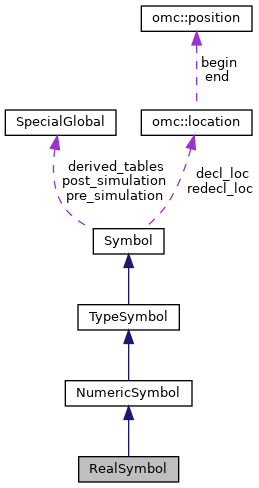 omc::position
begin
end
SpecialGlobal
omc::location
derived_tables
post_simulation
pre_simulation
decl_loc
redecl_loc
Symbol
TypeSymbol
NumericSymbol
RealSymbol